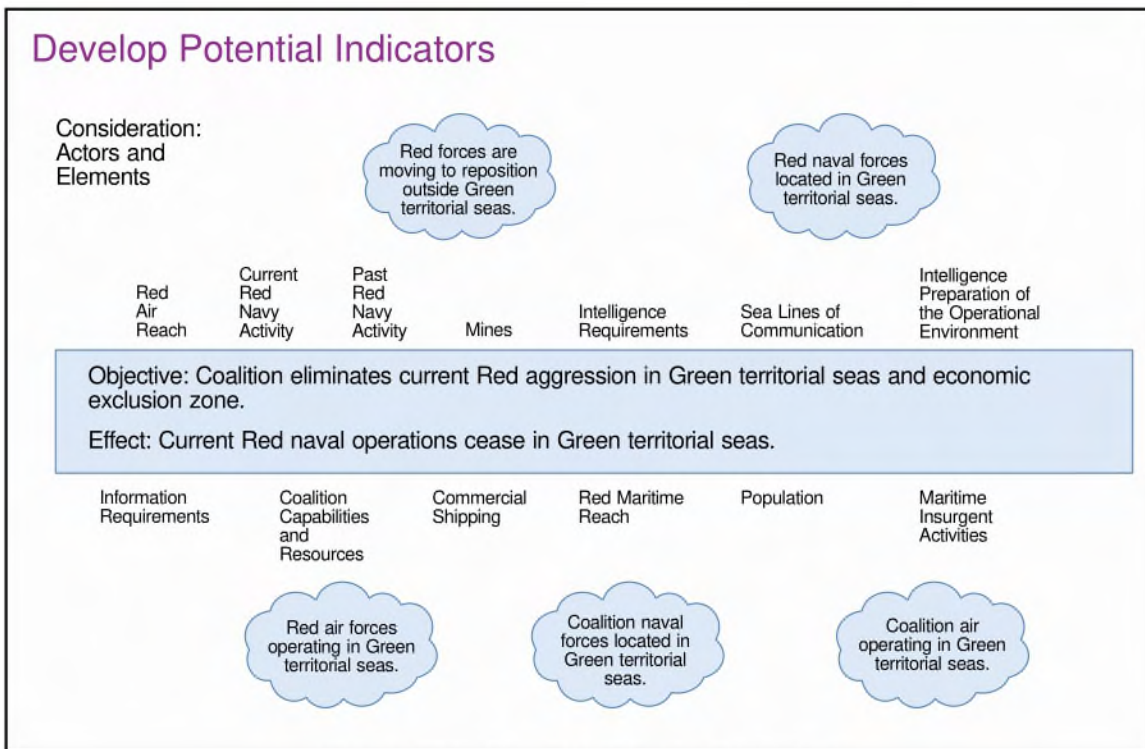 Develop Potential Indicators
Consideration:
Actors and
Elements
Red forces are
moving to reposition
outside Green
territorial seas.
Red naval forces
located in Green
territorial seas.
Red
Air
Reach
Current
Red
Navy
Activity
Past
Red
Navy
Activity
Mines
Intelligence
Requirements
Sea Lines of
Communication
Intelligence
Preparation of
the Operational
Environment
Objective: Coalition eliminates current Red aggression in Green territorial seas and economic
exclusion zone.
Effect: Current Red naval operations cease in Green territorial seas.
Information
Requirements
Coalition
Capabilities
and
Resources
Commercial
Shipping
Red Maritime
Reach
Population
Maritime
Insurgent
Activities
Red air forces
operating in Green
territorial seas.
Coalition naval
forces located in
Green territorial
seas.
Coalition air
operating in Green
territorial seas.